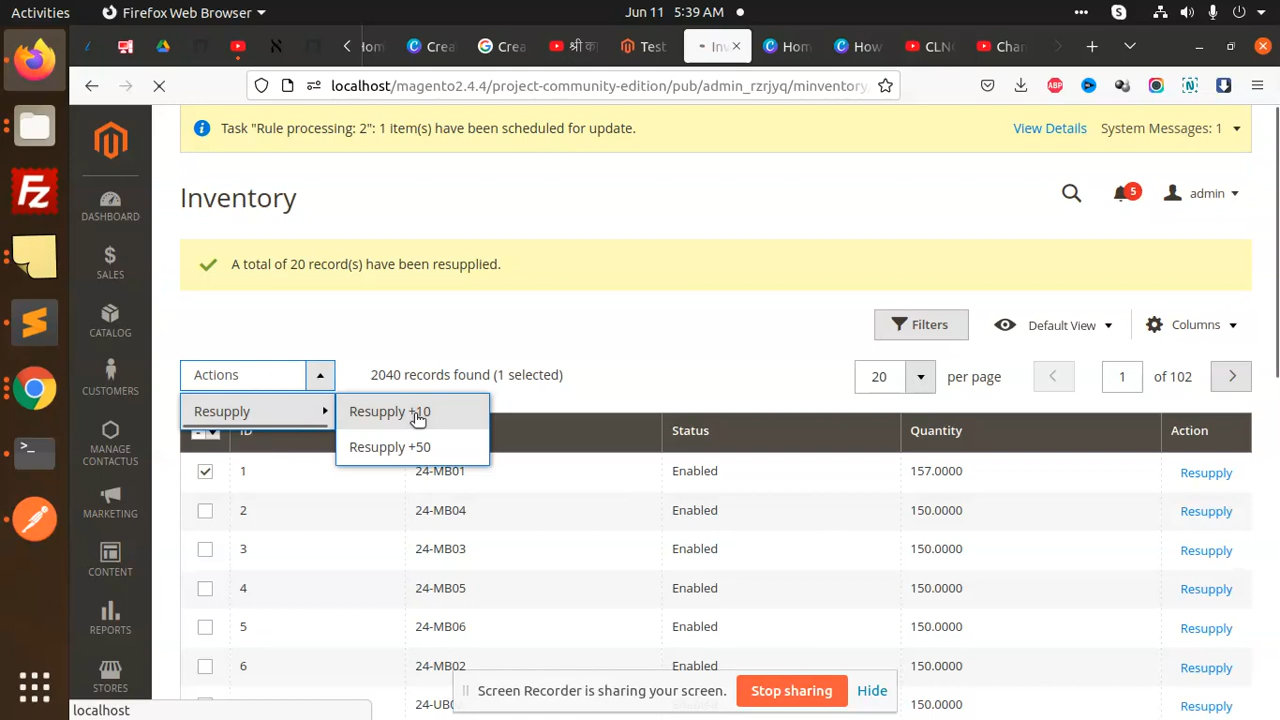 Activities
Firefox Web Browser
Jun 11 5:39 AM
Crea
Crea
श्री क
Test
In
Hom
How
CLN
Chan
localhost/magento2.4.4/project-community-edition/pub/admin_rzrjyq/minventory
ABP
Task "Rule processing: 2": 1 item(s) have been scheduled for update.
View Details
System Messages: 1
Inventory
5
admin
DASHBOARD
SALES
CATALOG
CUSTOMERS
MANAGE CONTACTUS
MARKETING
CONTENT
REPORTS
STORES
A total of 20 record(s) have been resupplied.
Filters
Default View
Columns
Actions
2040 records found (1 selected)
20
per page
1
of 102
Resupply
Resupply +10
Resupply +50
ID
Status
Quantity
Action
1 24-MB01 Enabled 157.0000 Resupply
2 24-MB04 Enabled 150.0000 Resupply
3 24-MB03 Enabled 150.0000 Resupply
4 24-MB05 Enabled 150.0000 Resupply
5 24-MB06 Enabled 150.0000 Resupply
6 24-MB02 Enabled 150.0000 Resupply
24-UB0 Resupply
Screen Recorder is sharing your screen.
Stop sharing
Hide
localhost